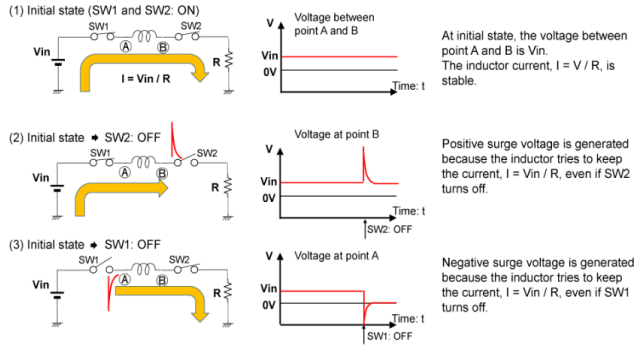 (1) Initial state (SW1 and SW2: ON)
SW1
SW2
Vin
A
B
R
I = Vin / R
V
Voltage between
point A and B
Vin
0V
Time: t
At initial state, the voltage between
point A and B is Vin.
The inductor current, I = V / R, is
stable.
(2) Initial state ➧ SW2: OFF
SW1
SW2
Vin
A
B
R
V
Voltage at point B
Vin
0V
Time: t
SW2: OFF
Positive surge voltage is generated
because the inductor tries to keep
the current, I = Vin / R, even if SW2
turns off.
(3) Initial state ➧ SW1: OFF
SW1
SW2
Vin
A
B
R
V
Voltage at point A
Vin
0V
Time: t
SW1: OFF
Negative surge voltage is generated
because the inductor tries to keep
the current, I = Vin / R, even if SW1
turns off.